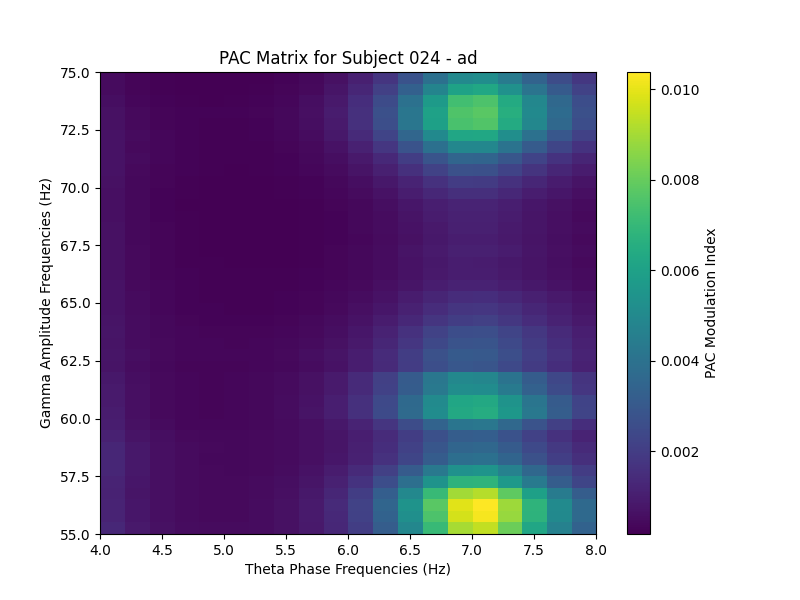 PAC Matrix for Subject 024 - ad
75.0
72.5
70.0
67.5
65.0
62.5
60.0
57.5
55.0
Gamma Amplitude Frequencies (Hz)
4.0 4.5 5.0 5.5 6.0 6.5 7.0 7.5 8.0
Theta Phase Frequencies (Hz)
0.010
0.008
0.006
0.004
0.002
PAC Modulation Index